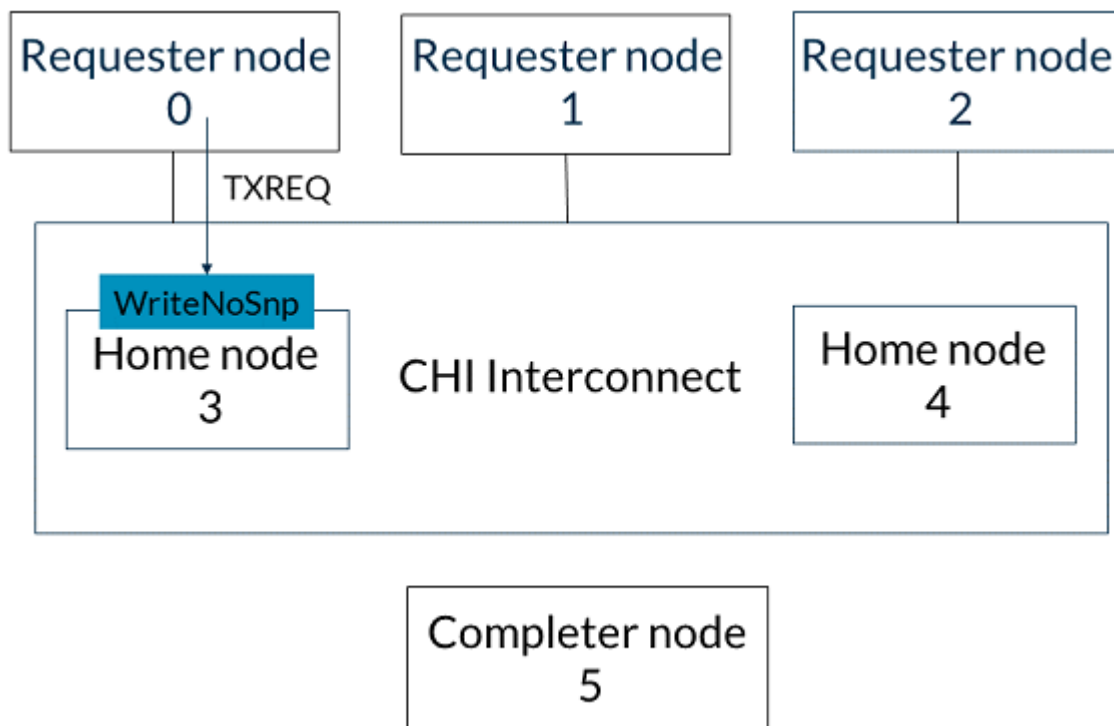 Requester node
0
Requester node
1
Requester node
2
TXREQ
WriteNoSnp
Home node
3
CHI Interconnect
Home node
4
Completer node
5